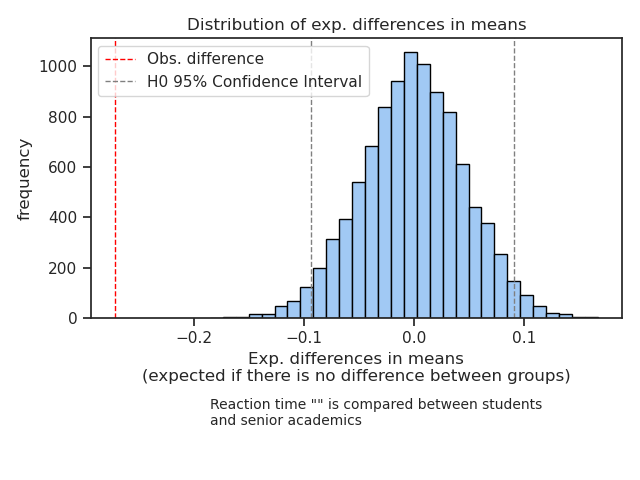 Distribution of exp. differences in means
Obs. difference
H0 95% Confidence Interval
1000
800
600
400
200
0
frequency
−0.2
−0.1
0.0
0.1
Exp. differences in means
(expected if there is no difference between groups)
Reaction time "" is compared between students
and senior academics